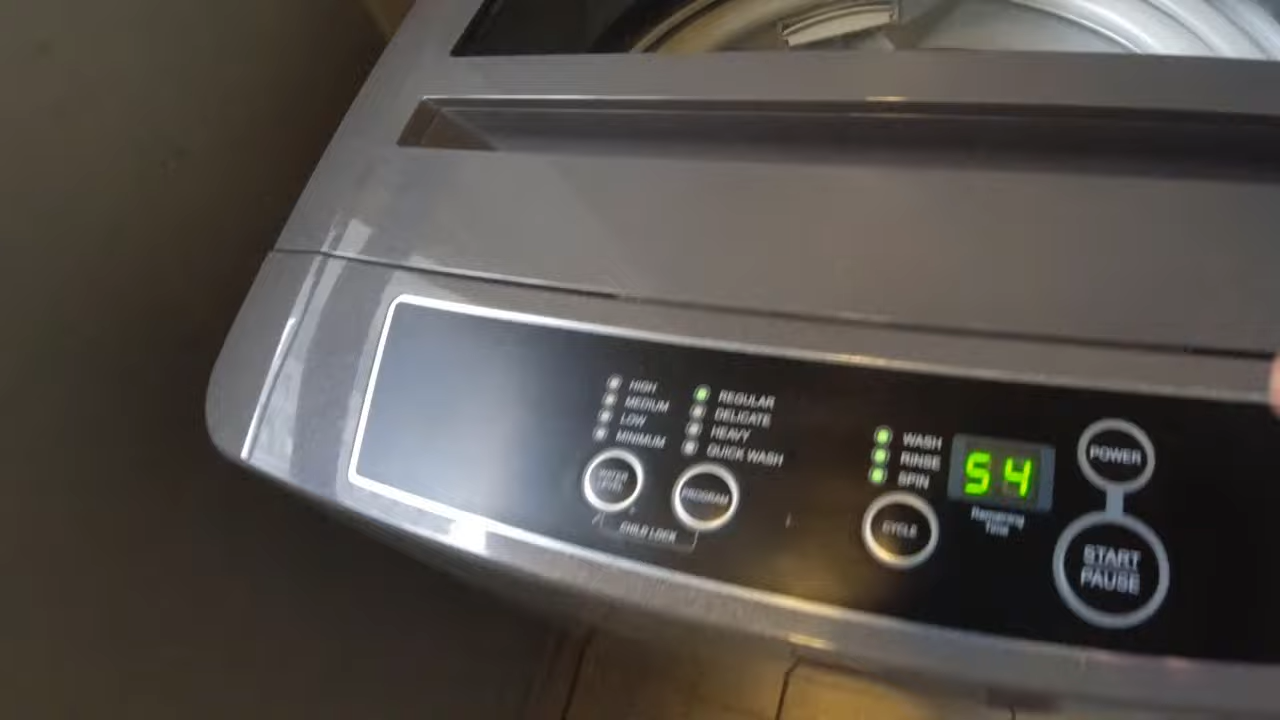 HIGH
MEDIUM
LOW
MINIMUM
WATER
LEVEL
REGULAR
DELICATE
HEAVY
QUICK WASH
PROGRAM
CHILD LOCK
WASH
RINSE
SPIN
CYCLE
54
Remaining
Time
POWER
START
PAUSE